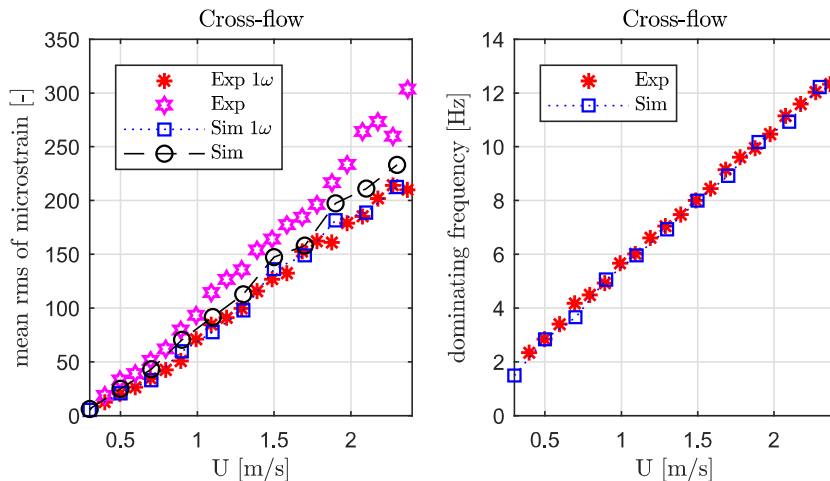 Cross-flow
mean rms of microstrain [-]
350
300
250
200
150
100
50
0
Exp 1ω
Exp
Sim 1ω
Sim
0.5
1
1.5
2
U [m/s]
Cross-flow
dominating frequency [Hz]
14
12
10
8
6
4
2
0
Exp
Sim
0.5
1
1.5
2
U [m/s]